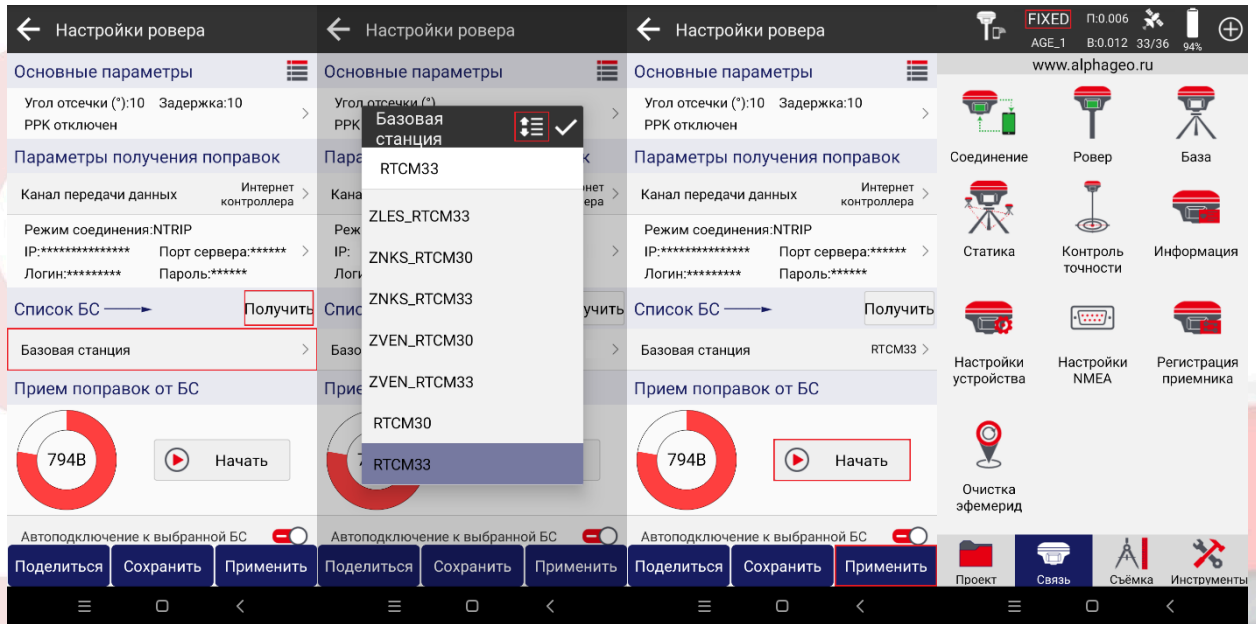 Настройки ровера
Основные параметры
Угол отсечки (°):10 Задержка:10
PPK отключен
Параметры получения поправок
Канал передачи данных
Интернет
контроллера
Режим соединения:NTRIP
IP:*************** Порт сервера:******
Логин:********* Пароль:******
Список БС
Получить
Базовая станция
Прием поправок от БС
794B
Начать
Автоподключение к выбранной БС
Поделиться Сохранить Применить
Настройки ровера
Основные параметры
Угол отсечки (°)
PPK
Базовая
станция
RTCM33
ZLES_RTCM33
ZNKS_RTCM30
ZNKS_RTCM33
ZVEN_RTCM30
ZVEN_RTCM33
RTCM30
RTCM33
Автоподключение к выбранной БС
Поделиться Сохранить Применить
Настройки ровера
Основные параметры
Угол отсечки (°):10 Задержка:10
PPK отключен
Параметры получения поправок
Канал передачи данных
Интернет
контроллера
Режим соединения:NTRIP
IP:*************** Порт сервера:******
Логин:********* Пароль:******
Список БС
Получить
Базовая станция RTCM33
Прием поправок от БС
794B
Начать
Автоподключение к выбранной БС
Поделиться Сохранить Применить
FIXED П:0.006
AGE_1 В:0.012 33/36 94%
www.alphageo.ru
Соединение Ровер База
Статика Контроль точности Информация
Настройки устройства Настройки NMEA Регистрация приемника
Очистка эфемерид
Проект Связь Съёмка Инструменты